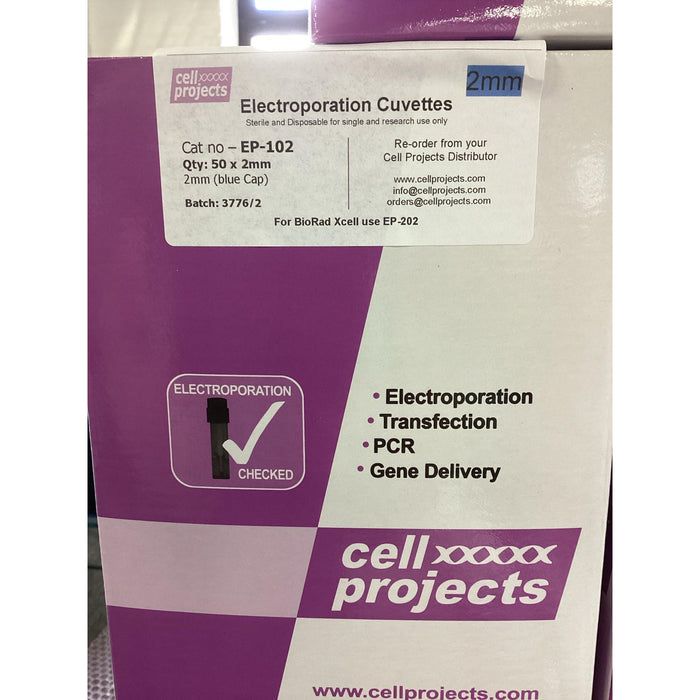 cellxxxxx
projects
2mm
Electroporation Cuvettes
Sterile and Disposable for single and research use only
Cat no – EP-102
Qty: 50 x 2mm
2mm (blue Cap)
Batch: 3776/2
Re-order from your
Cell Projects Distributor
www.cellprojects.com
info@cellprojects.com
orders@cellprojects.com
For BioRad Xcell use EP-202
ELECTROPORATION
CHECKED
• Electroporation
• Transfection
• PCR
• Gene Delivery
cell xxxxx
projects
www.cellprojects.com